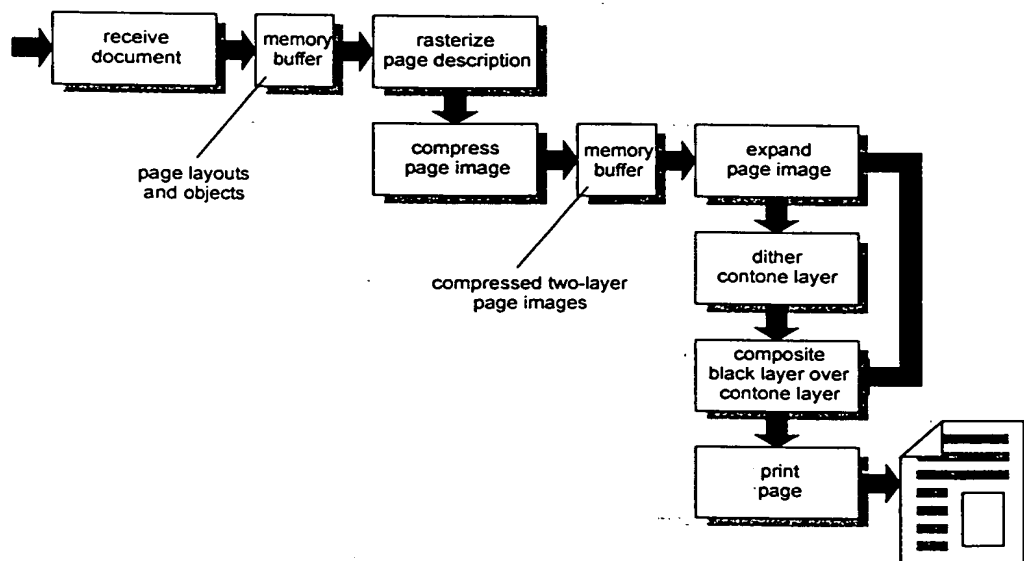 receive
document
memory
buffer
rasterize
page description
page layouts
and objects
compress
page image
memory
buffer
compressed two-layer
page images
expand
page image
dither
contone layer
composite
black layer over
contone layer
print
page